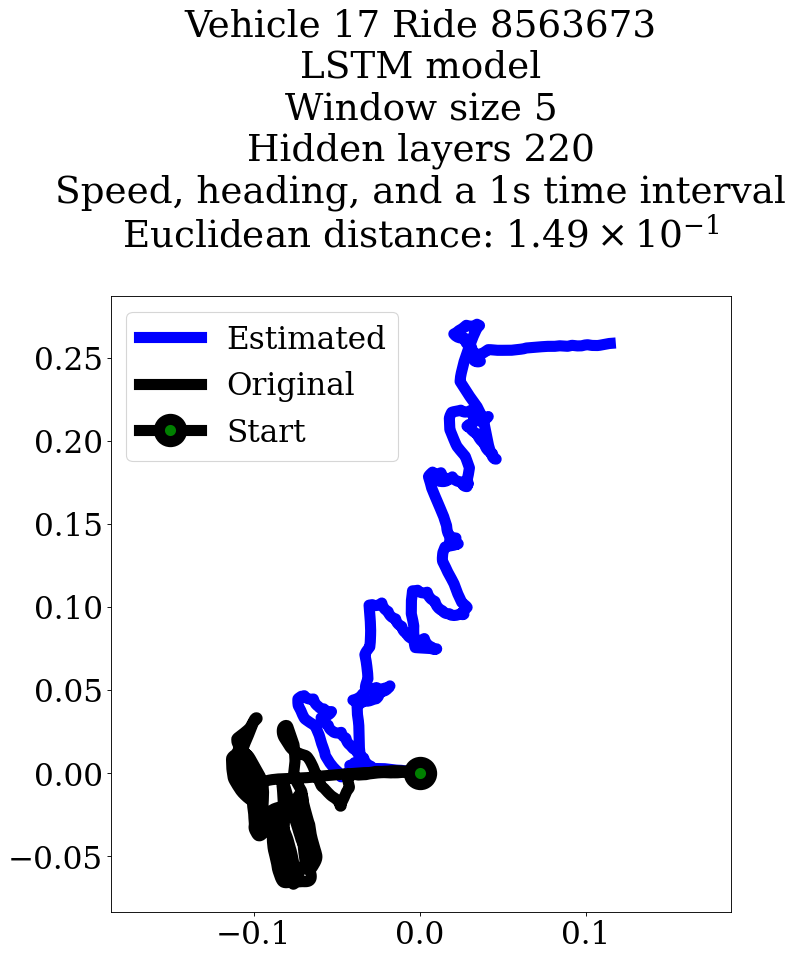 Vehicle 17 Ride 8563673
LSTM model
Window size 5
Hidden layers 220
Speed, heading, and a 1s time interval
Euclidean distance: 1.49 × 10⁻¹
Estimated
Original
Start
0.25
0.20
0.15
0.10
0.05
0.00
−0.05
−0.1 0.0 0.1